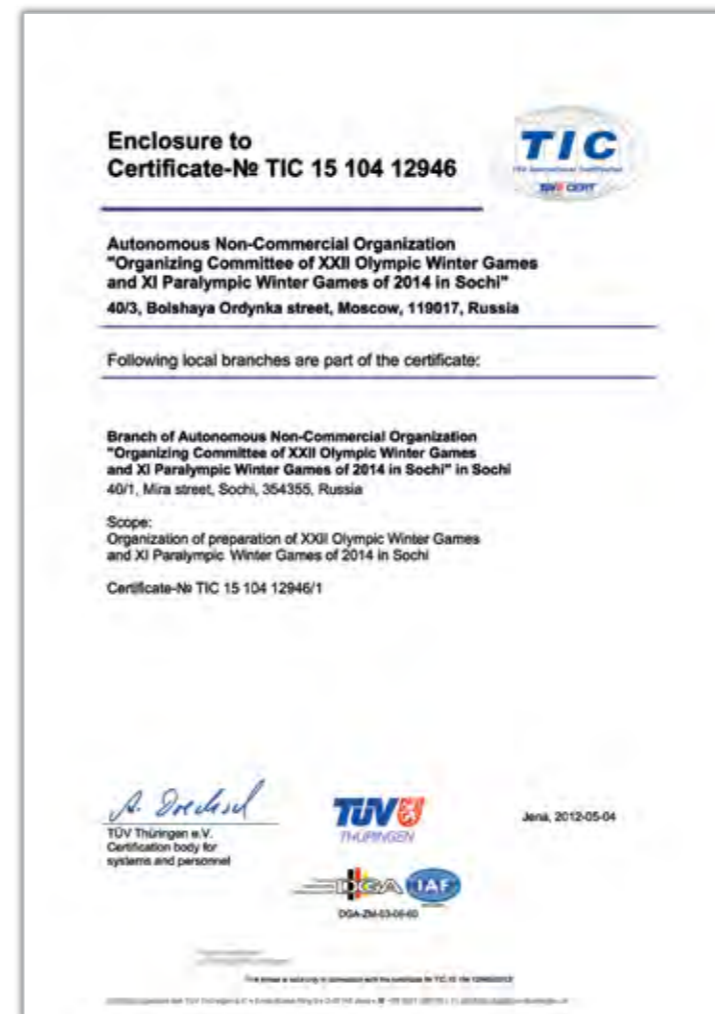 Enclosure to
Certificate-№ TIC 15 104 12946
TIC
TÜV CERT
Autonomous Non-Commercial Organization
"Organizing Committee of XXII Olympic Winter Games
and XI Paralympic Winter Games of 2014 in Sochi"
40/3, Bolshaya Ordynka street, Moscow, 119017, Russia
Following local branches are part of the certificate:
Branch of Autonomous Non-Commercial Organization
"Organizing Committee of XXII Olympic Winter Games
and XI Paralympic Winter Games of 2014 in Sochi" in Sochi
40/1, Mira street, Sochi, 354355, Russia
Scope:
Organization of preparation of XXII Olympic Winter Games
and XI Paralympic Winter Games of 2014 in Sochi
Certificate-№ TIC 15 104 12946/1
A. Drechsel
TÜV Thüringen e.V.
Certification body for
systems and personnel
TÜV
THÜRINGEN
Jena, 2012-05-04
DGA IAF